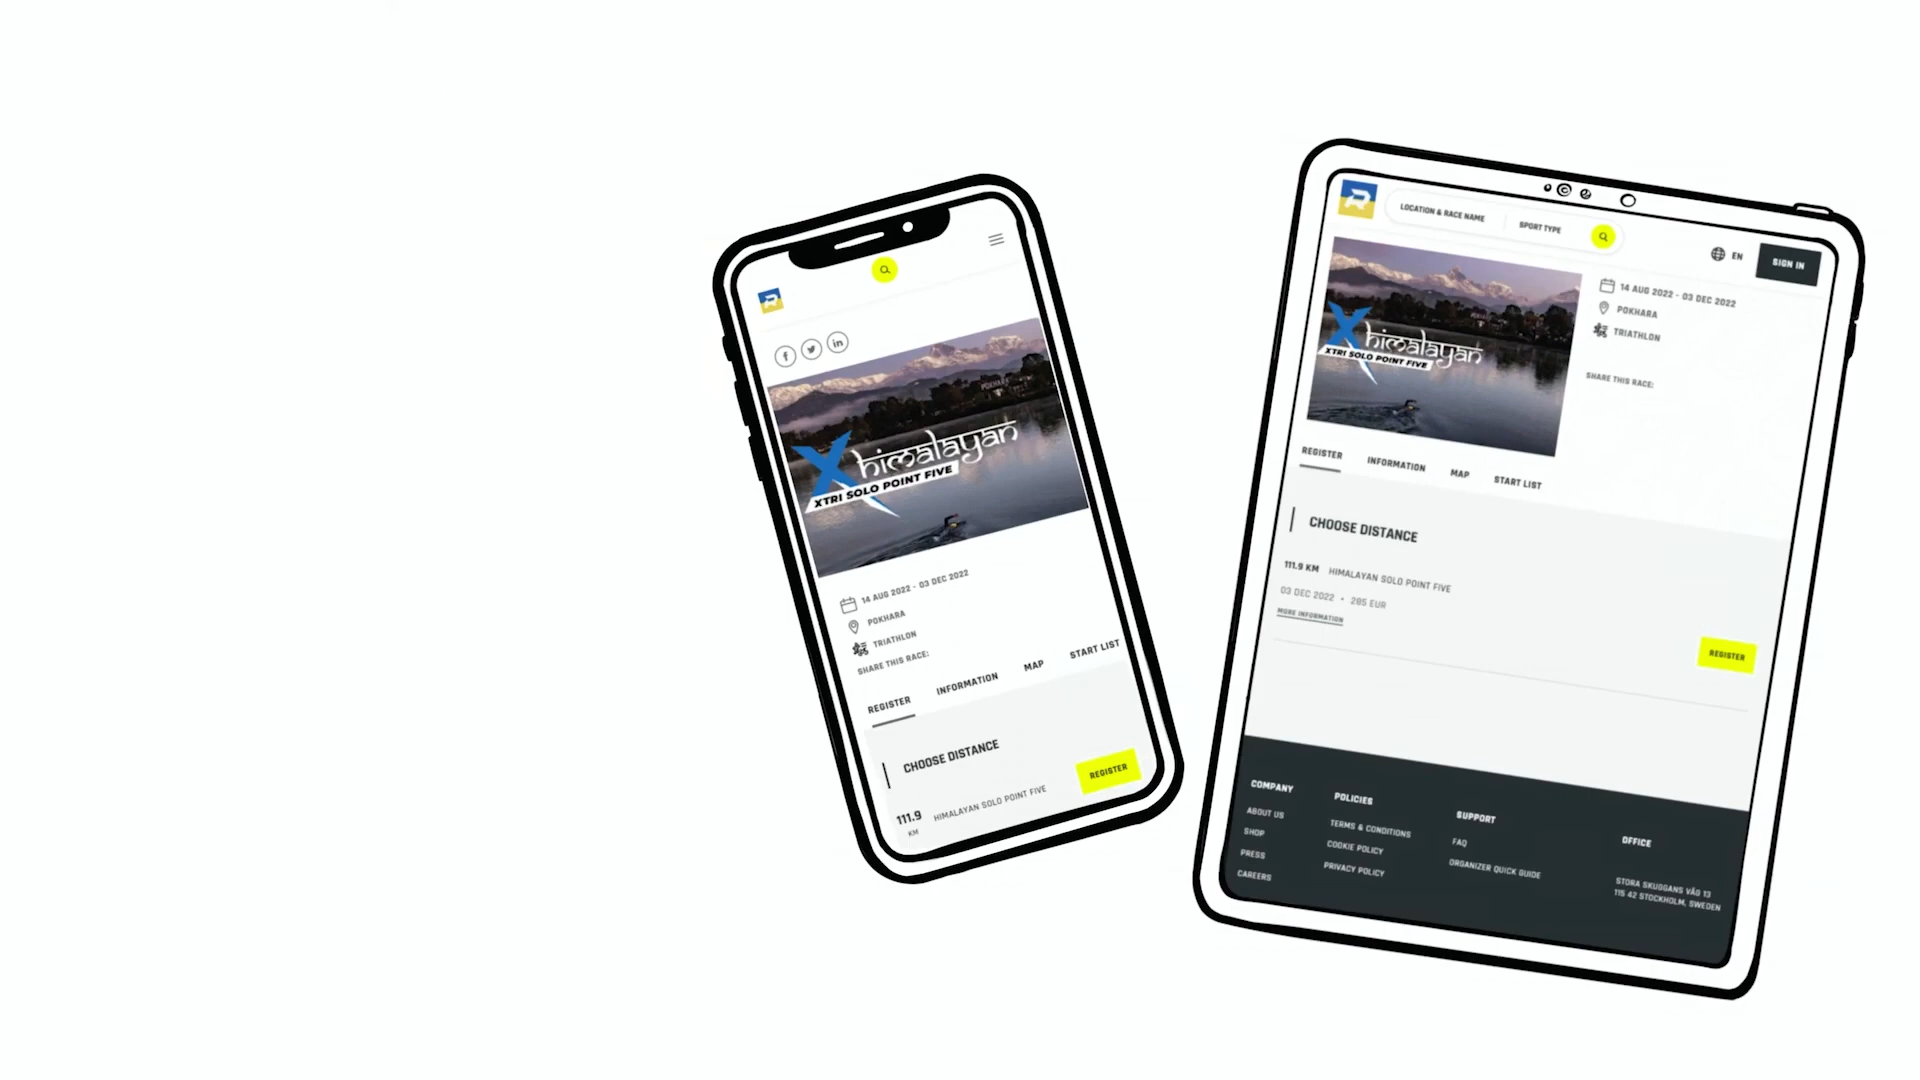 POKHARA
X himalayan
XTRI SOLO POINT FIVE
14 AUG 2022 - 03 DEC 2022
POKHARA
TRIATHLON
SHARE THIS RACE:
REGISTER INFORMATION MAP START LIST
CHOOSE DISTANCE
111.9
KM
HIMALAYAN SOLO POINT FIVE
REGISTER
LOCATION & RACE NAME SPORT TYPE
EN SIGN IN
X himalayan
XTRI SOLO POINT FIVE
14 AUG 2022 - 03 DEC 2022
POKHARA
TRIATHLON
SHARE THIS RACE:
REGISTER INFORMATION MAP START LIST
CHOOSE DISTANCE
111.9 KM HIMALAYAN SOLO POINT FIVE
03 DEC 2022 • 285 EUR
MORE INFORMATION
REGISTER
COMPANY
ABOUT US
SHOP
PRESS
CAREERS
POLICIES
TERMS & CONDITIONS
COOKIE POLICY
PRIVACY POLICY
SUPPORT
FAQ
ORGANIZER QUICK GUIDE
OFFICE
STORA SKUGGANS VÄG 13
115 42 STOCKHOLM, SWEDEN